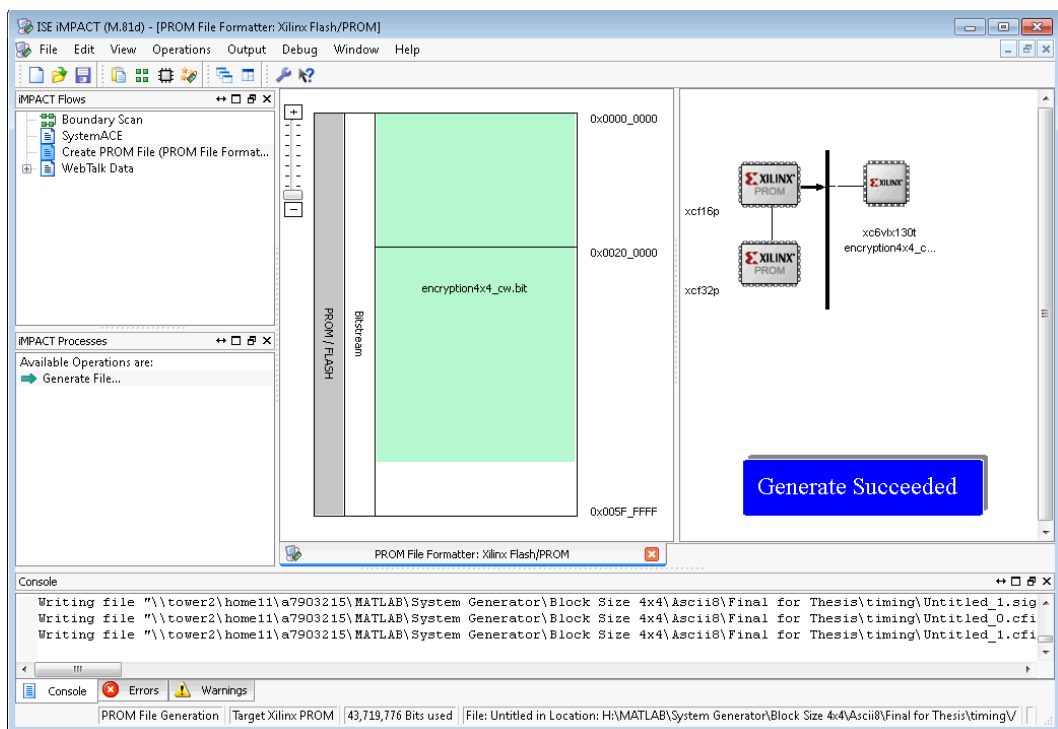 ISE iMPACT (M.81d) - [PROM File Formatter: Xilinx Flash/PROM]
File Edit View Operations Output Debug Window Help
iMPACT Flows
Boundary Scan
SystemACE
Create PROM File (PROM File Format...
WebTalk Data
iMPACT Processes
Available Operations are:
Generate File...
PROM / FLASH
Bitstream
encryption4x4_cw.bit
0x0000_0000
0x0020_0000
0x005F_FFFF
XILINX
PROM
xcf16p
XILINX
PROM
xcf32p
XILINX
xc6vlx130t
encryption4x4_c...
Generate Succeeded
PROM File Formatter: Xilinx Flash/PROM
Console
Writing file "\\tower2\home11\a7903215\MATLAB\System Generator\Block Size 4x4\Ascii8\Final for Thesis\timing\Untitled_1.sig
Writing file "\\tower2\home11\a7903215\MATLAB\System Generator\Block Size 4x4\Ascii8\Final for Thesis\timing\Untitled_0.cfi
Writing file "\\tower2\home11\a7903215\MATLAB\System Generator\Block Size 4x4\Ascii8\Final for Thesis\timing\Untitled_1.cfi
Console Errors Warnings
PROM File Generation Target Xilinx PROM 43,719,776 Bits used File: Untitled in Location: H:\MATLAB\System Generator\Block Size 4x4\Ascii8\Final for Thesis\timing\/